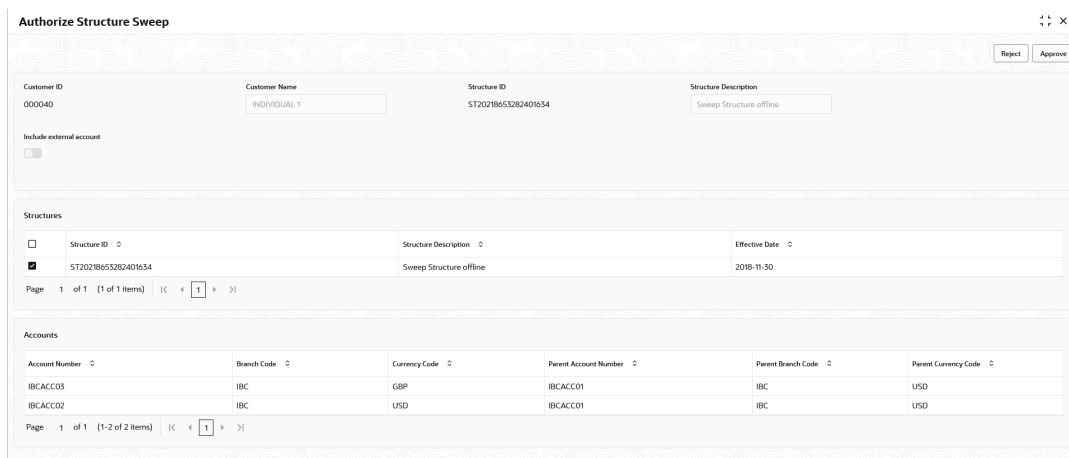 Authorize Structure Sweep
Reject Approve
Customer ID Customer Name Structure ID Structure Description
000040 INDIVIDUAL 1 ST20218653282401634 Sweep Structure offline
Include external account
Structures
Structure ID Structure Description Effective Date
ST20218653282401634 Sweep Structure offline 2018-11-30
Page 1 of 1 (1 of 1 items) 1
Accounts
Account Number Branch Code Currency Code Parent Account Number Parent Branch Code Parent Currency Code
IBCACC03 IBC GBP IBCACC01 IBC USD
IBCACC02 IBC USD IBCACC01 IBC USD
Page 1 of 1 (1-2 of 2 items) 1